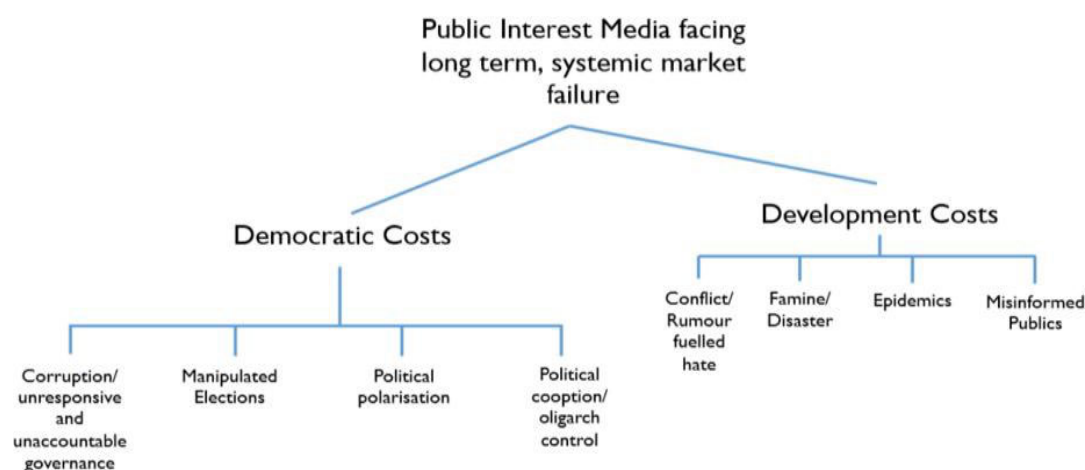 Public Interest Media facing
long term, systemic market
failure
Democratic Costs
Development Costs
Corruption/
unresponsive
and
unaccountable
governance
Manipulated
Elections
Political
polarisation
Political
cooption/
oligarch
control
Conflict/
Rumour
fuelled
hate
Famine/
Disaster
Epidemics
Misinformed
Publics